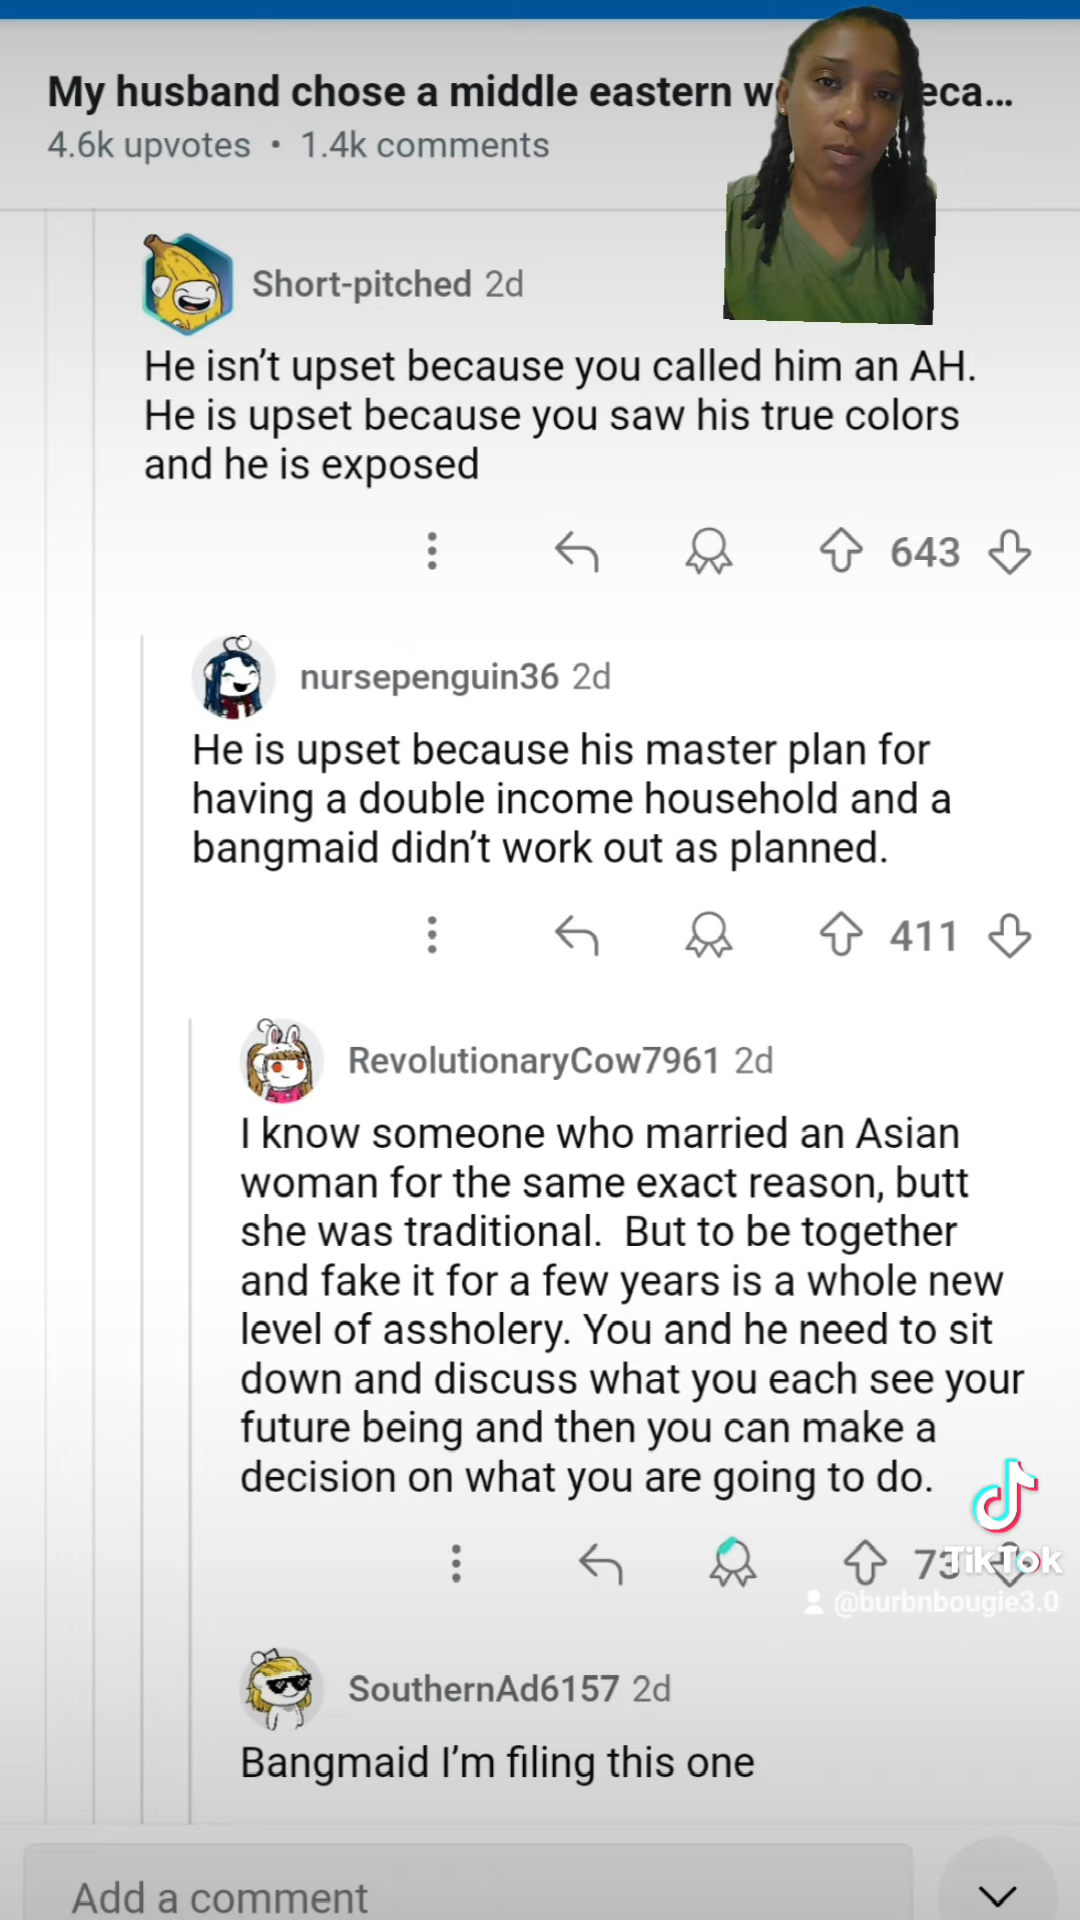 My husband chose a middle eastern eca...
4.6k upvotes • 1.4k comments
Short-pitched 2d
He isn't upset because you called him an AH.
He is upset because you saw his true colors
and he is exposed
643
nursepenguin36 2d
He is upset because his master plan for
having a double income household and a
bangmaid didn't work out as planned.
411
RevolutionaryCow7961 2d
I know someone who married an Asian
woman for the same exact reason, butt
she was traditional. But to be together
and fake it for a few years is a whole new
level of assholery. You and he need to sit
down and discuss what you each see your
future being and then you can make a
decision on what you are going to do.
TikTok
@burbnbougie3.0
SouthernAd6157 2d
Bangmaid I'm filing this one
Add a comment